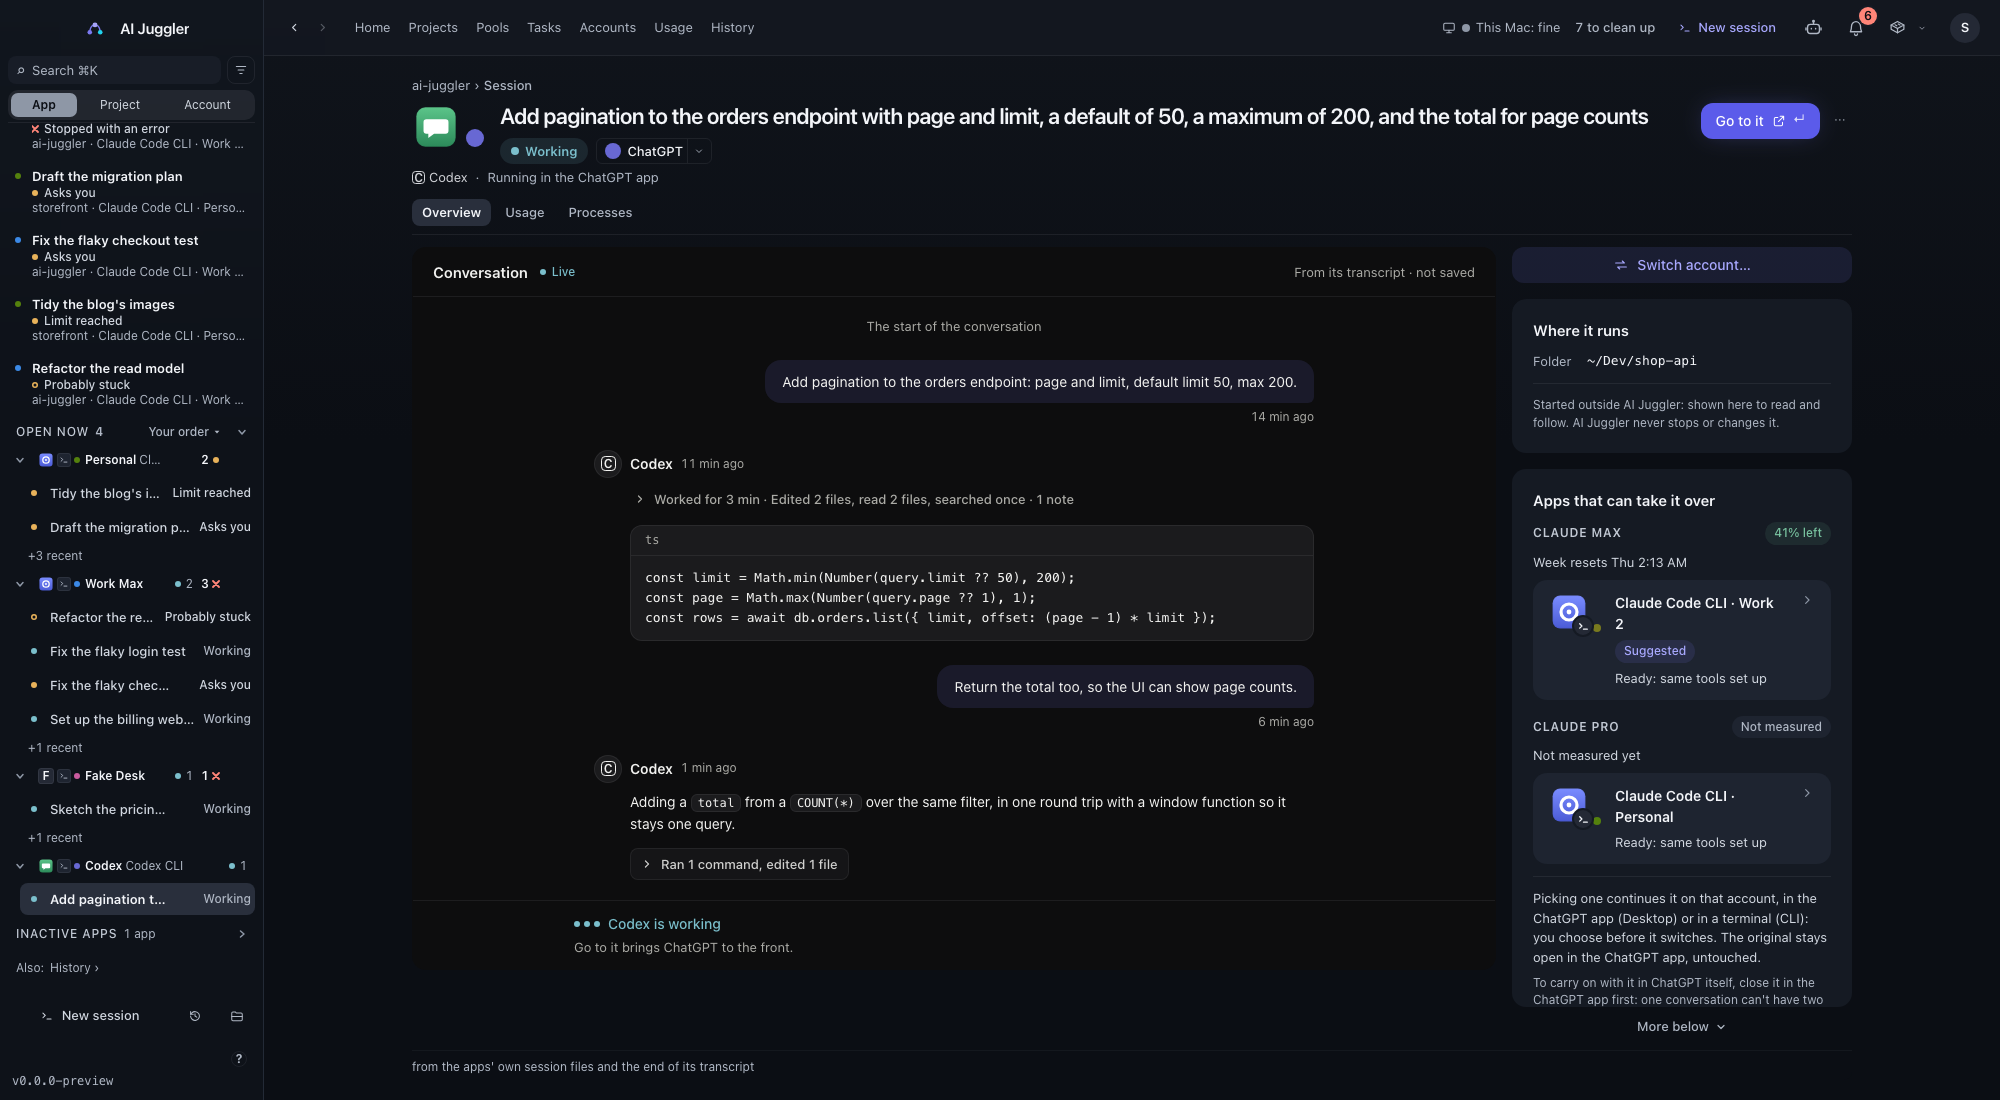 AI Juggler
Search ⌘K
App
Project
Account
Stopped with an error
ai-juggler · Claude Code CLI · Work ...
Draft the migration plan
Asks you
storefront · Claude Code CLI · Perso...
Fix the flaky checkout test
Asks you
ai-juggler · Claude Code CLI · Work ...
Tidy the blog's images
Limit reached
storefront · Claude Code CLI · Perso...
Refactor the read model
Probably stuck
ai-juggler · Claude Code CLI · Work ...
OPEN NOW 4
Your order
Personal Cl...
2
Tidy the blog's i...
Limit reached
Draft the migration p...
Asks you
+3 recent
Work Max
2 3
Refactor the re...
Probably stuck
Fix the flaky login test
Working
Fix the flaky chec...
Asks you
Set up the billing web...
Working
+1 recent
F
Fake Desk
1 1
Sketch the pricin...
Working
+1 recent
Codex Codex CLI
1
Add pagination t...
Working
INACTIVE APPS 1 app
Also: History ›
New session
?
v0.0.0-preview
Home
Projects
Pools
Tasks
Accounts
Usage
History
This Mac: fine
7 to clean up
New session
6
S
ai-juggler › Session
Add pagination to the orders endpoint with page and limit, a default of 50, a maximum of 200, and the total for page counts
Working
ChatGPT
Go to it
Codex · Running in the ChatGPT app
Overview
Usage
Processes
Conversation
Live
From its transcript · not saved
The start of the conversation
Add pagination to the orders endpoint: page and limit, default limit 50, max 200.
14 min ago
Codex 11 min ago
Worked for 3 min · Edited 2 files, read 2 files, searched once · 1 note
ts
const limit = Math.min(Number(query.limit ?? 50), 200);
const page = Math.max(Number(query.page ?? 1), 1);
const rows = await db.orders.list({ limit, offset: (page - 1) * limit });
Return the total too, so the UI can show page counts.
6 min ago
Codex 1 min ago
Adding a total from a COUNT(*) over the same filter, in one round trip with a window function so it
stays one query.
Ran 1 command, edited 1 file
Codex is working
Go to it brings ChatGPT to the front.
Switch account...
Where it runs
Folder ~/Dev/shop-api
Started outside AI Juggler: shown here to read and
follow. AI Juggler never stops or changes it.
Apps that can take it over
CLAUDE MAX
41% left
Week resets Thu 2:13 AM
Claude Code CLI · Work
2
Suggested
Ready: same tools set up
CLAUDE PRO
Not measured
Not measured yet
Claude Code CLI ·
Personal
Ready: same tools set up
Picking one continues it on that account, in the
ChatGPT app (Desktop) or in a terminal (CLI):
you choose before it switches. The original stays
open in the ChatGPT app, untouched.
To carry on with it in ChatGPT itself, close it in the
ChatGPT app first: one conversation can't have two
More below
from the apps' own session files and the end of its transcript